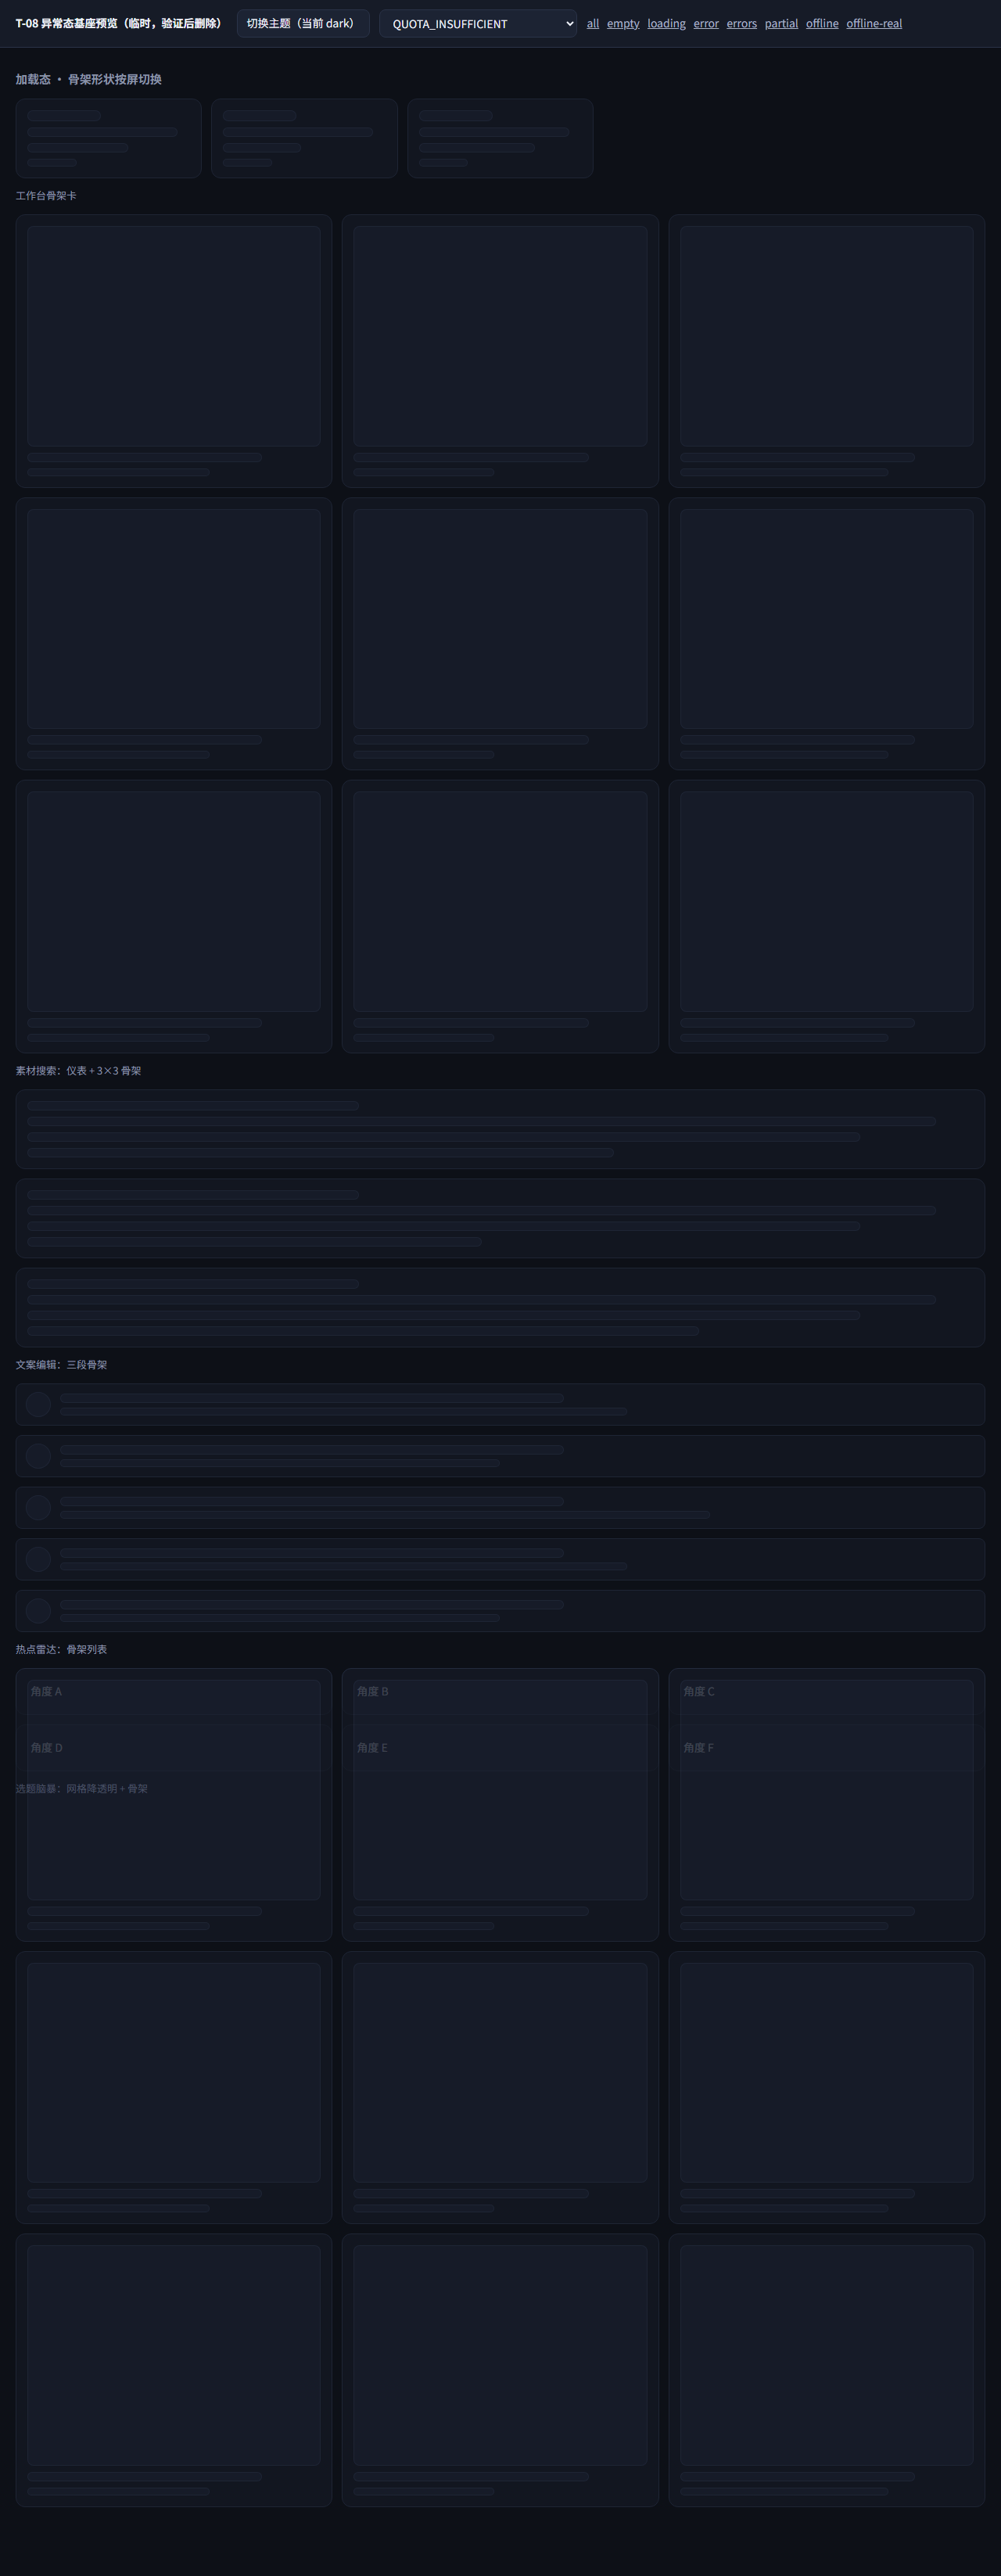 T-08 异常态基座预览（临时，验证后删除） 切换主题（当前 dark） QUOTA_INSUFFICIENT all empty loading error errors partial offline offline-real
加载态 · 骨架形状按屏切换
工作台骨架卡
素材搜索：仪表 + 3×3 骨架
文案编辑：三段骨架
热点雷达：骨架列表
角度 A 角度 B 角度 C
角度 D 角度 E 角度 F
选题脑暴：网格降透明 + 骨架